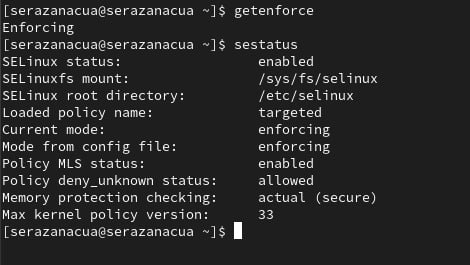 [serazanacua@serazanacua ~]$ getenforce
Enforcing
[serazanacua@serazanacua ~]$ sestatus
SELinux status:                 enabled
SELinuxfs mount:                /sys/fs/selinux
SELinux root directory:         /etc/selinux
Loaded policy name:             targeted
Current mode:                   enforcing
Mode from config file:          enforcing
Policy MLS status:              enabled
Policy deny_unknown status:     allowed
Memory protection checking:     actual (secure)
Max kernel policy version:      33
[serazanacua@serazanacua ~]$